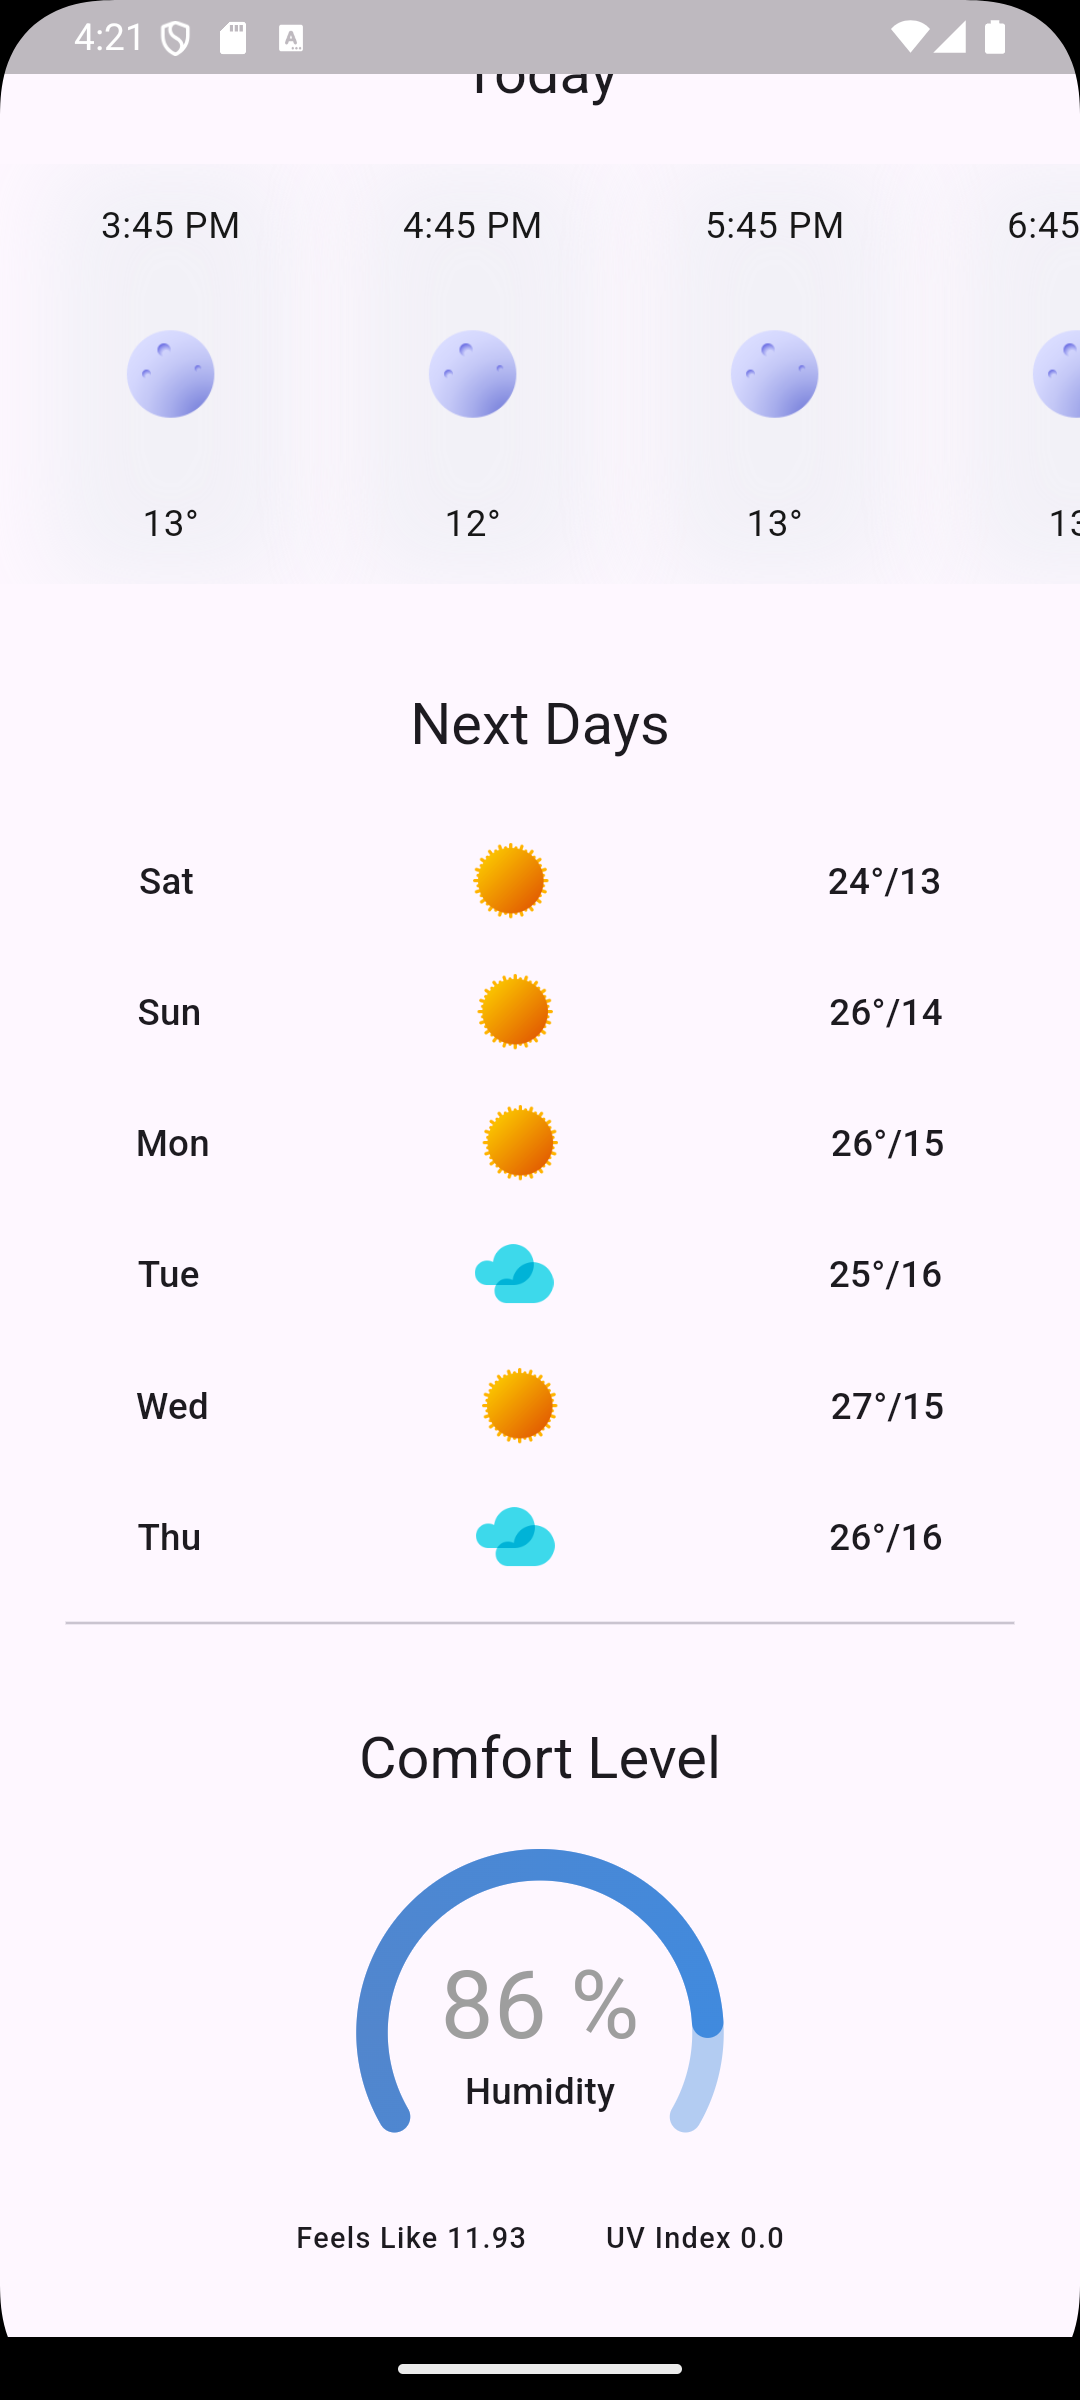 4:21
Today
3:45 PM 4:45 PM 5:45 PM 6:45
13° 12° 13° 13
Next Days
Sat 24°/13
Sun 26°/14
Mon 26°/15
Tue 25°/16
Wed 27°/15
Thu 26°/16
Comfort Level
86 %
Humidity
Feels Like 11.93 UV Index 0.0